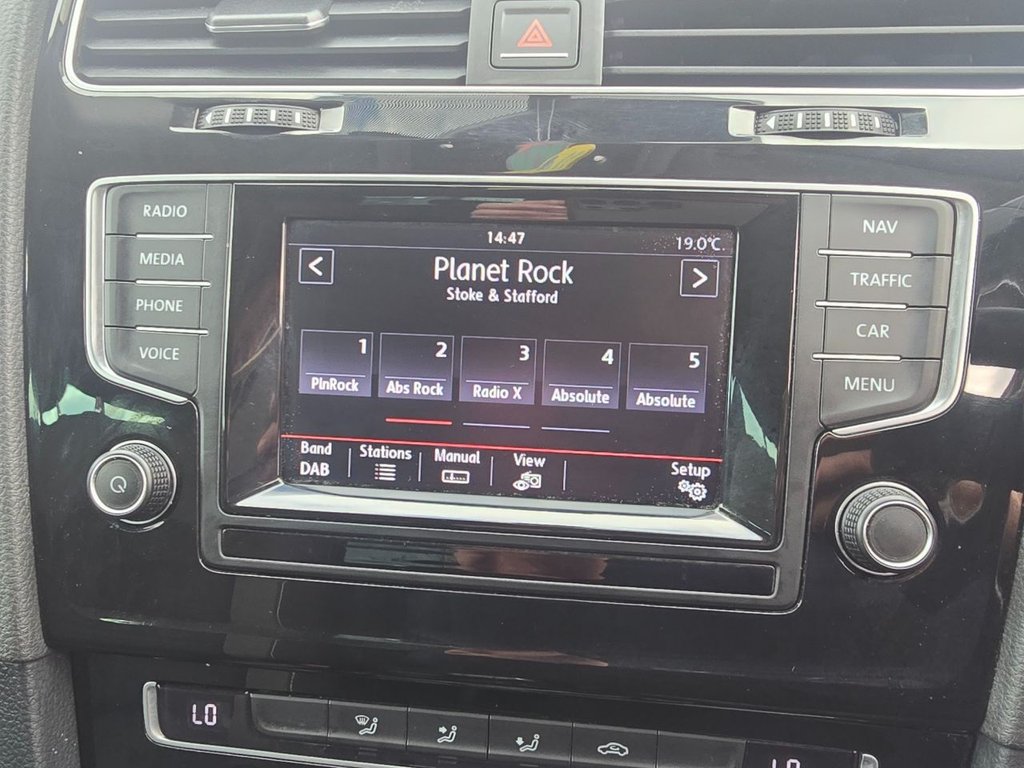 RADIO
MEDIA
PHONE
VOICE
14:47
19.0°C
<
Planet Rock
>
Stoke & Stafford
1 2 3 4 5
PlnRock Abs Rock Radio X Absolute Absolute
Band Stations Manual View Setup
DAB
NAV
TRAFFIC
CAR
MENU
LO
LO